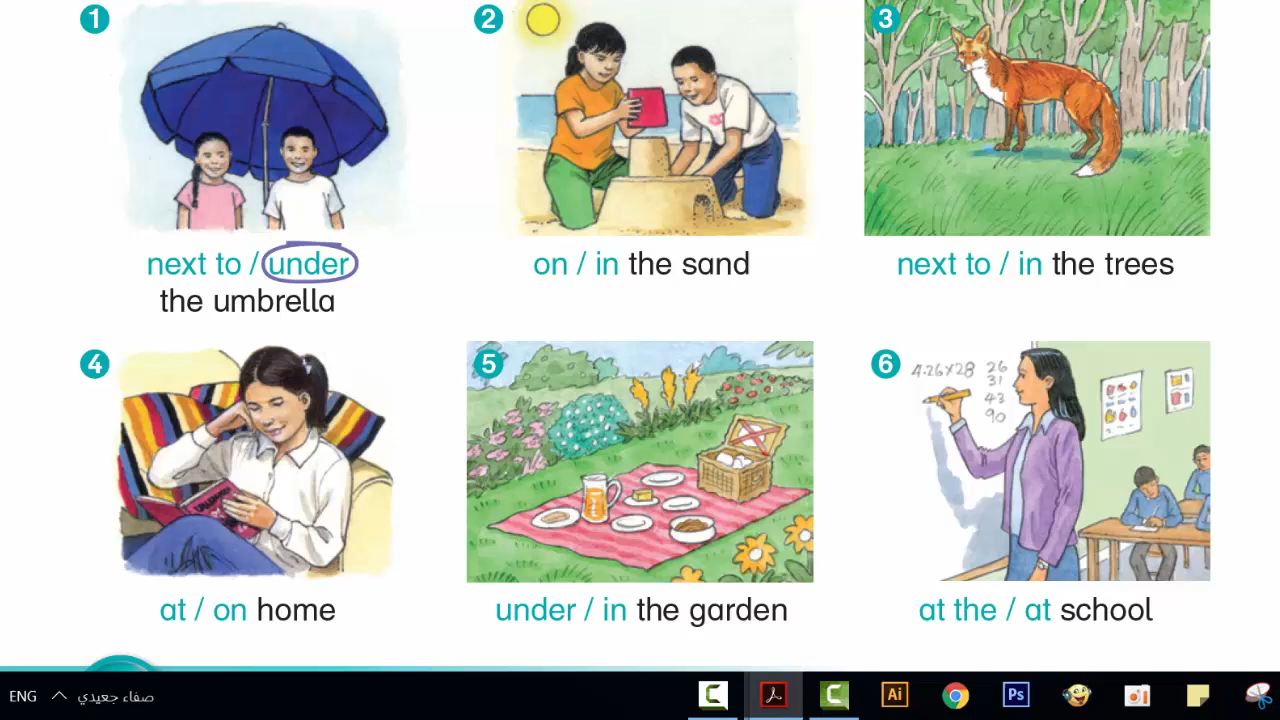 1
2
3
next to / under
the umbrella
on / in the sand
next to / in the trees
4
5
6
4.26x28
26
31
43
90
at / on home
under / in the garden
at the / at school
ENG
صفاء جعيدي
Ai
Ps